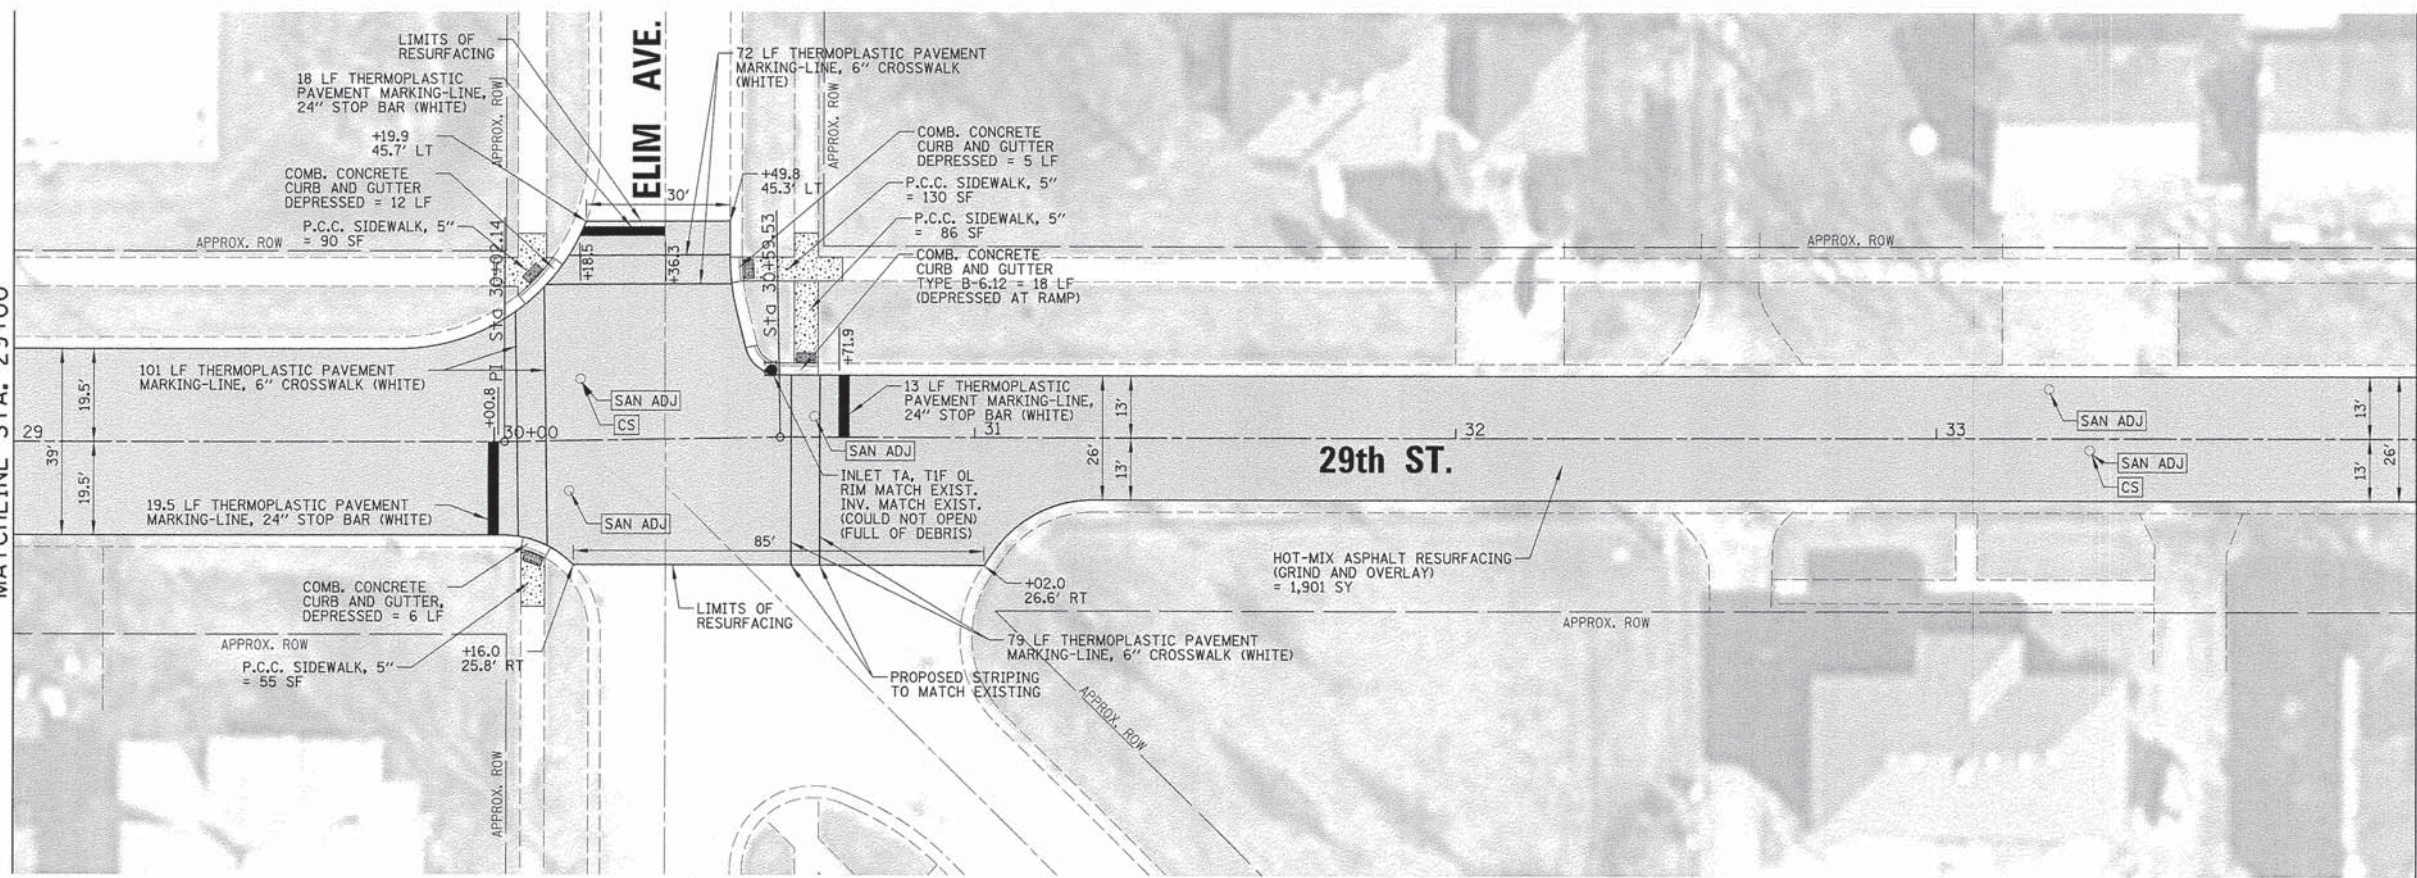 MATCHLINE STA. 29+00
LIMITS OF
RESURFACING
18 LF THERMOPLASTIC
PAVEMENT MARKING-LINE,
24" STOP BAR (WHITE)
+19.9
45.7' LT
COMB. CONCRETE
CURB AND GUTTER
DEPRESSED = 12 LF
P.C.C. SIDEWALK, 5"
= 90 SF
APPROX. ROW
APPROX. ROW
ELIM AVE.
30'
72 LF THERMOPLASTIC PAVEMENT
MARKING-LINE, 6" CROSSWALK
(WHITE)
APPROX. ROW
+49.8
45.3' LT
COMB. CONCRETE
CURB AND GUTTER
DEPRESSED = 5 LF
P.C.C. SIDEWALK, 5"
= 130 SF
P.C.C. SIDEWALK, 5"
= 86 SF
COMB. CONCRETE
CURB AND GUTTER
TYPE B-6.12 = 18 LF
(DEPRESSED AT RAMP)
APPROX. ROW
PI Sta 30+02.14
+18.5
+36.3
Sta 30+59.53
+71.9
101 LF THERMOPLASTIC PAVEMENT
MARKING-LINE, 6" CROSSWALK (WHITE)
+00.8
19.5'
19.5'
39'
29
30+00
SAN ADJ
CS
SAN ADJ
SAN ADJ
13 LF THERMOPLASTIC
PAVEMENT MARKING-LINE,
24" STOP BAR (WHITE)
31
32
33
13'
13'
26'
29th ST.
SAN ADJ
SAN ADJ
CS
13'
13'
26'
19.5 LF THERMOPLASTIC PAVEMENT
MARKING-LINE, 24" STOP BAR (WHITE)
INLET TA, T1F OL
RIM MATCH EXIST.
INV. MATCH EXIST.
(COULD NOT OPEN)
(FULL OF DEBRIS)
85'
HOT-MIX ASPHALT RESURFACING
(GRIND AND OVERLAY)
= 1,901 SY
COMB. CONCRETE
CURB AND GUTTER,
DEPRESSED = 6 LF
APPROX. ROW
P.C.C. SIDEWALK, 5"
= 55 SF
+16.0
25.8' RT
LIMITS OF
RESURFACING
+02.0
26.6' RT
79 LF THERMOPLASTIC PAVEMENT
MARKING-LINE, 6" CROSSWALK (WHITE)
PROPOSED STRIPING
TO MATCH EXISTING
APPROX. ROW
APPROX. ROW
APPROX. ROW